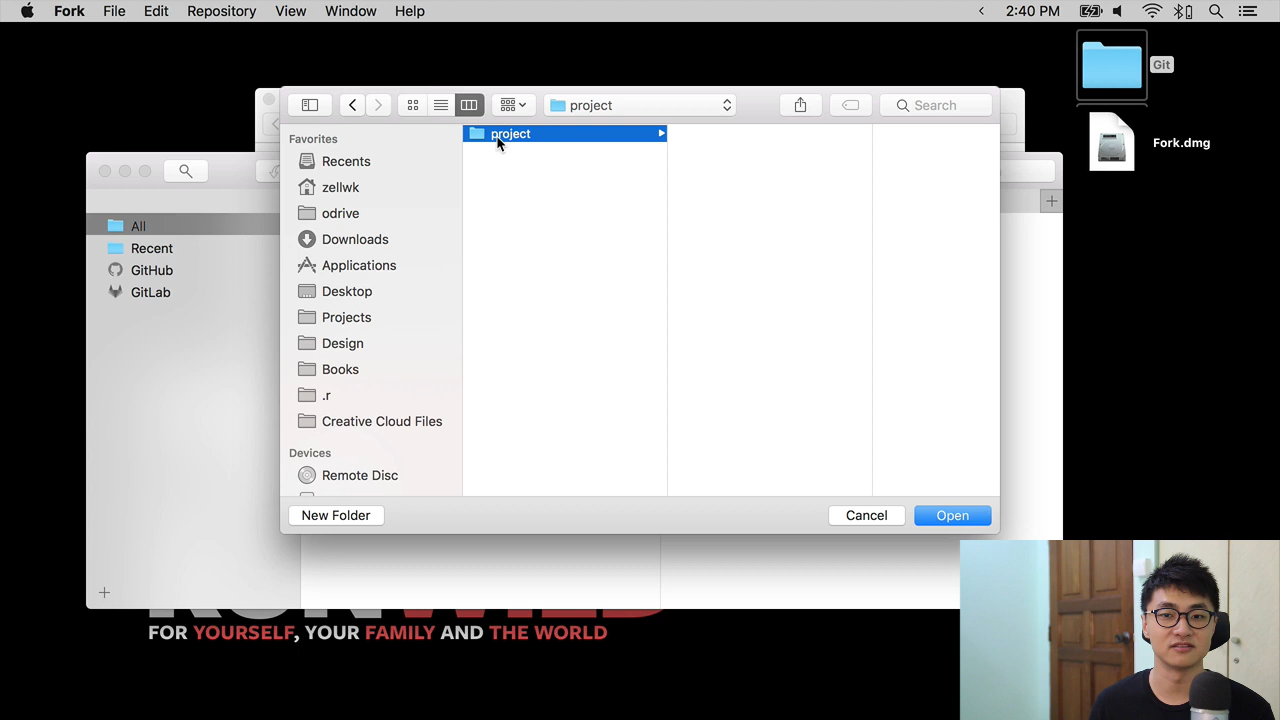 Fork File Edit Repository View Window Help 2:40 PM
Git
project Search
Fork.dmg
Favorites
project
Recents
zellwk
odrive
Downloads
Applications
Desktop
Projects
Design
Books
.r
Creative Cloud Files
Devices
Remote Disc
New Folder Cancel Open
All
Recent
GitHub
GitLab
FOR YOURSELF, YOUR FAMILY AND THE WORLD